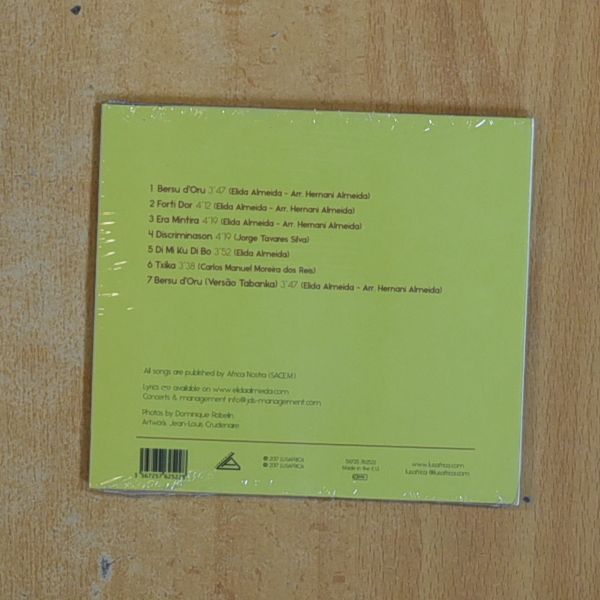 1 Bersu d'Oru 3'47 (Elida Almeida - Arr. Hernani Almeida)
2 Forti Dor 4'12 (Elida Almeida - Arr. Hernani Almeida)
3 Era Mintira 4'19 (Elida Almeida - Arr. Hernani Almeida)
4 Discriminason 4'19 (Jorge Tavares Silva)
5 Di Mi Ku Di Bo 3'52 (Elida Almeida)
6 Txika 3'38 (Carlos Manuel Moreira dos Reis)
7 Bersu d'Oru (Versão Tabanka) 3'47 (Elida Almeida - Arr. Hernani Almeida)
All songs are published by Africa Nostra (SACEM)
Lyrics are available on www.elidaalmeida.com
Concerts & management info@jds-management.com
Photos by Dominique Rabelin
Artwork Jean-Louis Crudenaire
℗ 2017 LUSAFRICA
© 2017 LUSAFRICA
Made in the E.U.
www.lusafrica.com